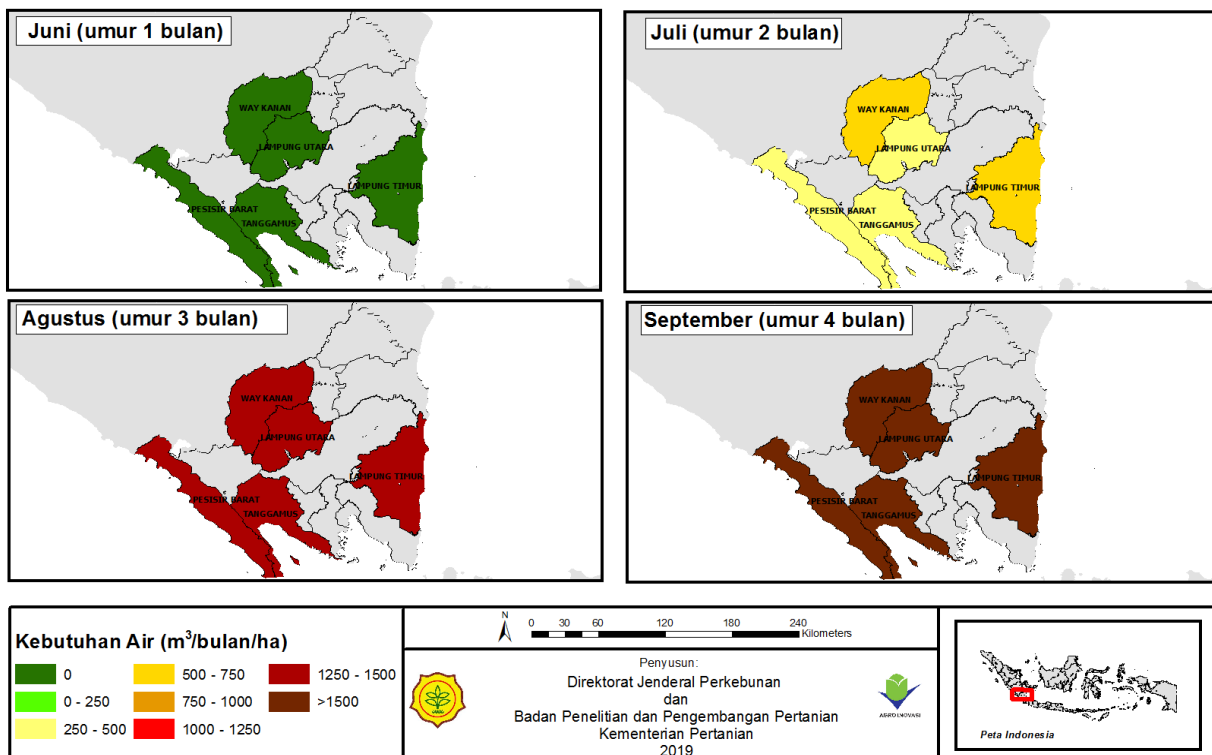 Juni (umur 1 bulan)
WAY KANAN
LAMPUNG UTARA
LAMPUNG TIMUR
PESISIR BARAT
TANGGAMUS
Juli (umur 2 bulan)
WAY KANAN
LAMPUNG UTARA
LAMPUNG TIMUR
PESISIR BARAT
TANGGAMUS
Agustus (umur 3 bulan)
WAY KANAN
LAMPUNG UTARA
LAMPUNG TIMUR
PESISIR BARAT
TANGGAMUS
September (umur 4 bulan)
WAY KANAN
LAMPUNG UTARA
LAMPUNG TIMUR
PESISIR BARAT
TANGGAMUS
Kebutuhan Air (m³/bulan/ha)
0
0 - 250
250 - 500
500 - 750
750 - 1000
1000 - 1250
1250 - 1500
>1500
N
0 30 60 120 180 240
Kilometers
Penyusun:
Direktorat Jenderal Perkebunan
dan
Badan Penelitian dan Pengembangan Pertanian
Kementerian Pertanian
2019
AGRO INOVASI
Peta Indonesia